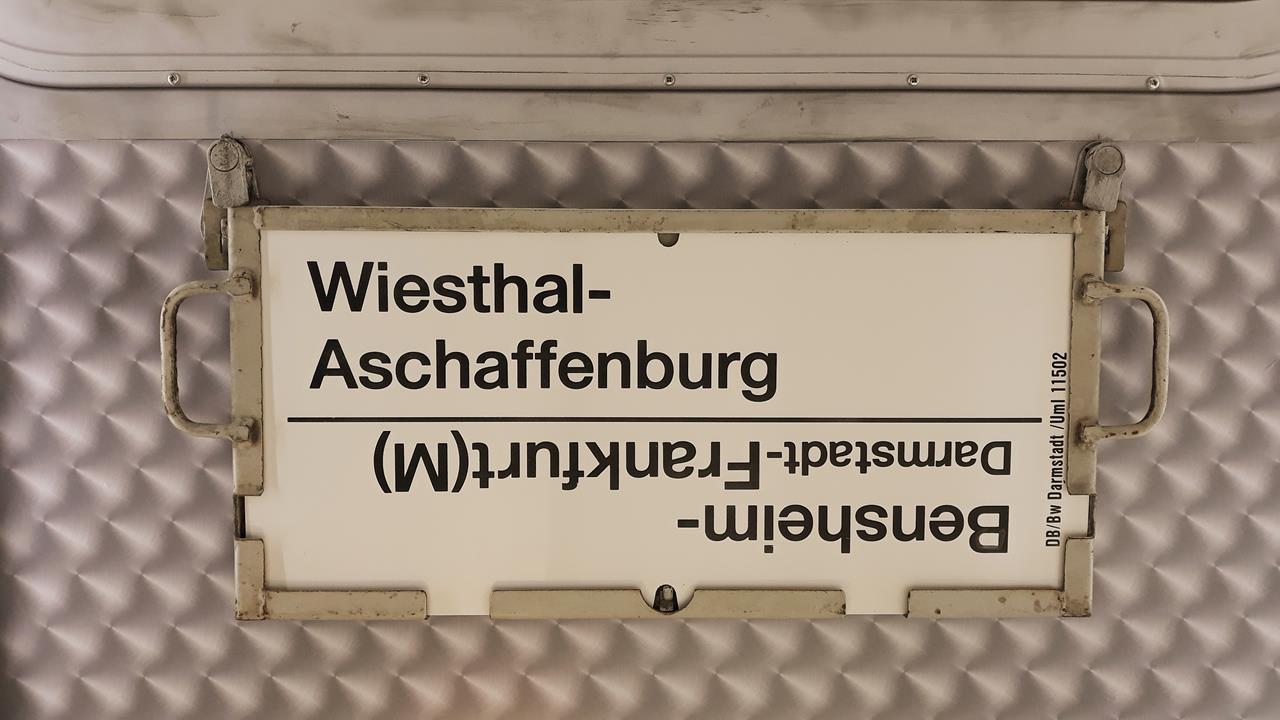 Wiesthal-
Aschaffenburg
Bensheim-
Darmstadt-Frankfurt(M)
DB/Bw Darmstadt /Uml 11502